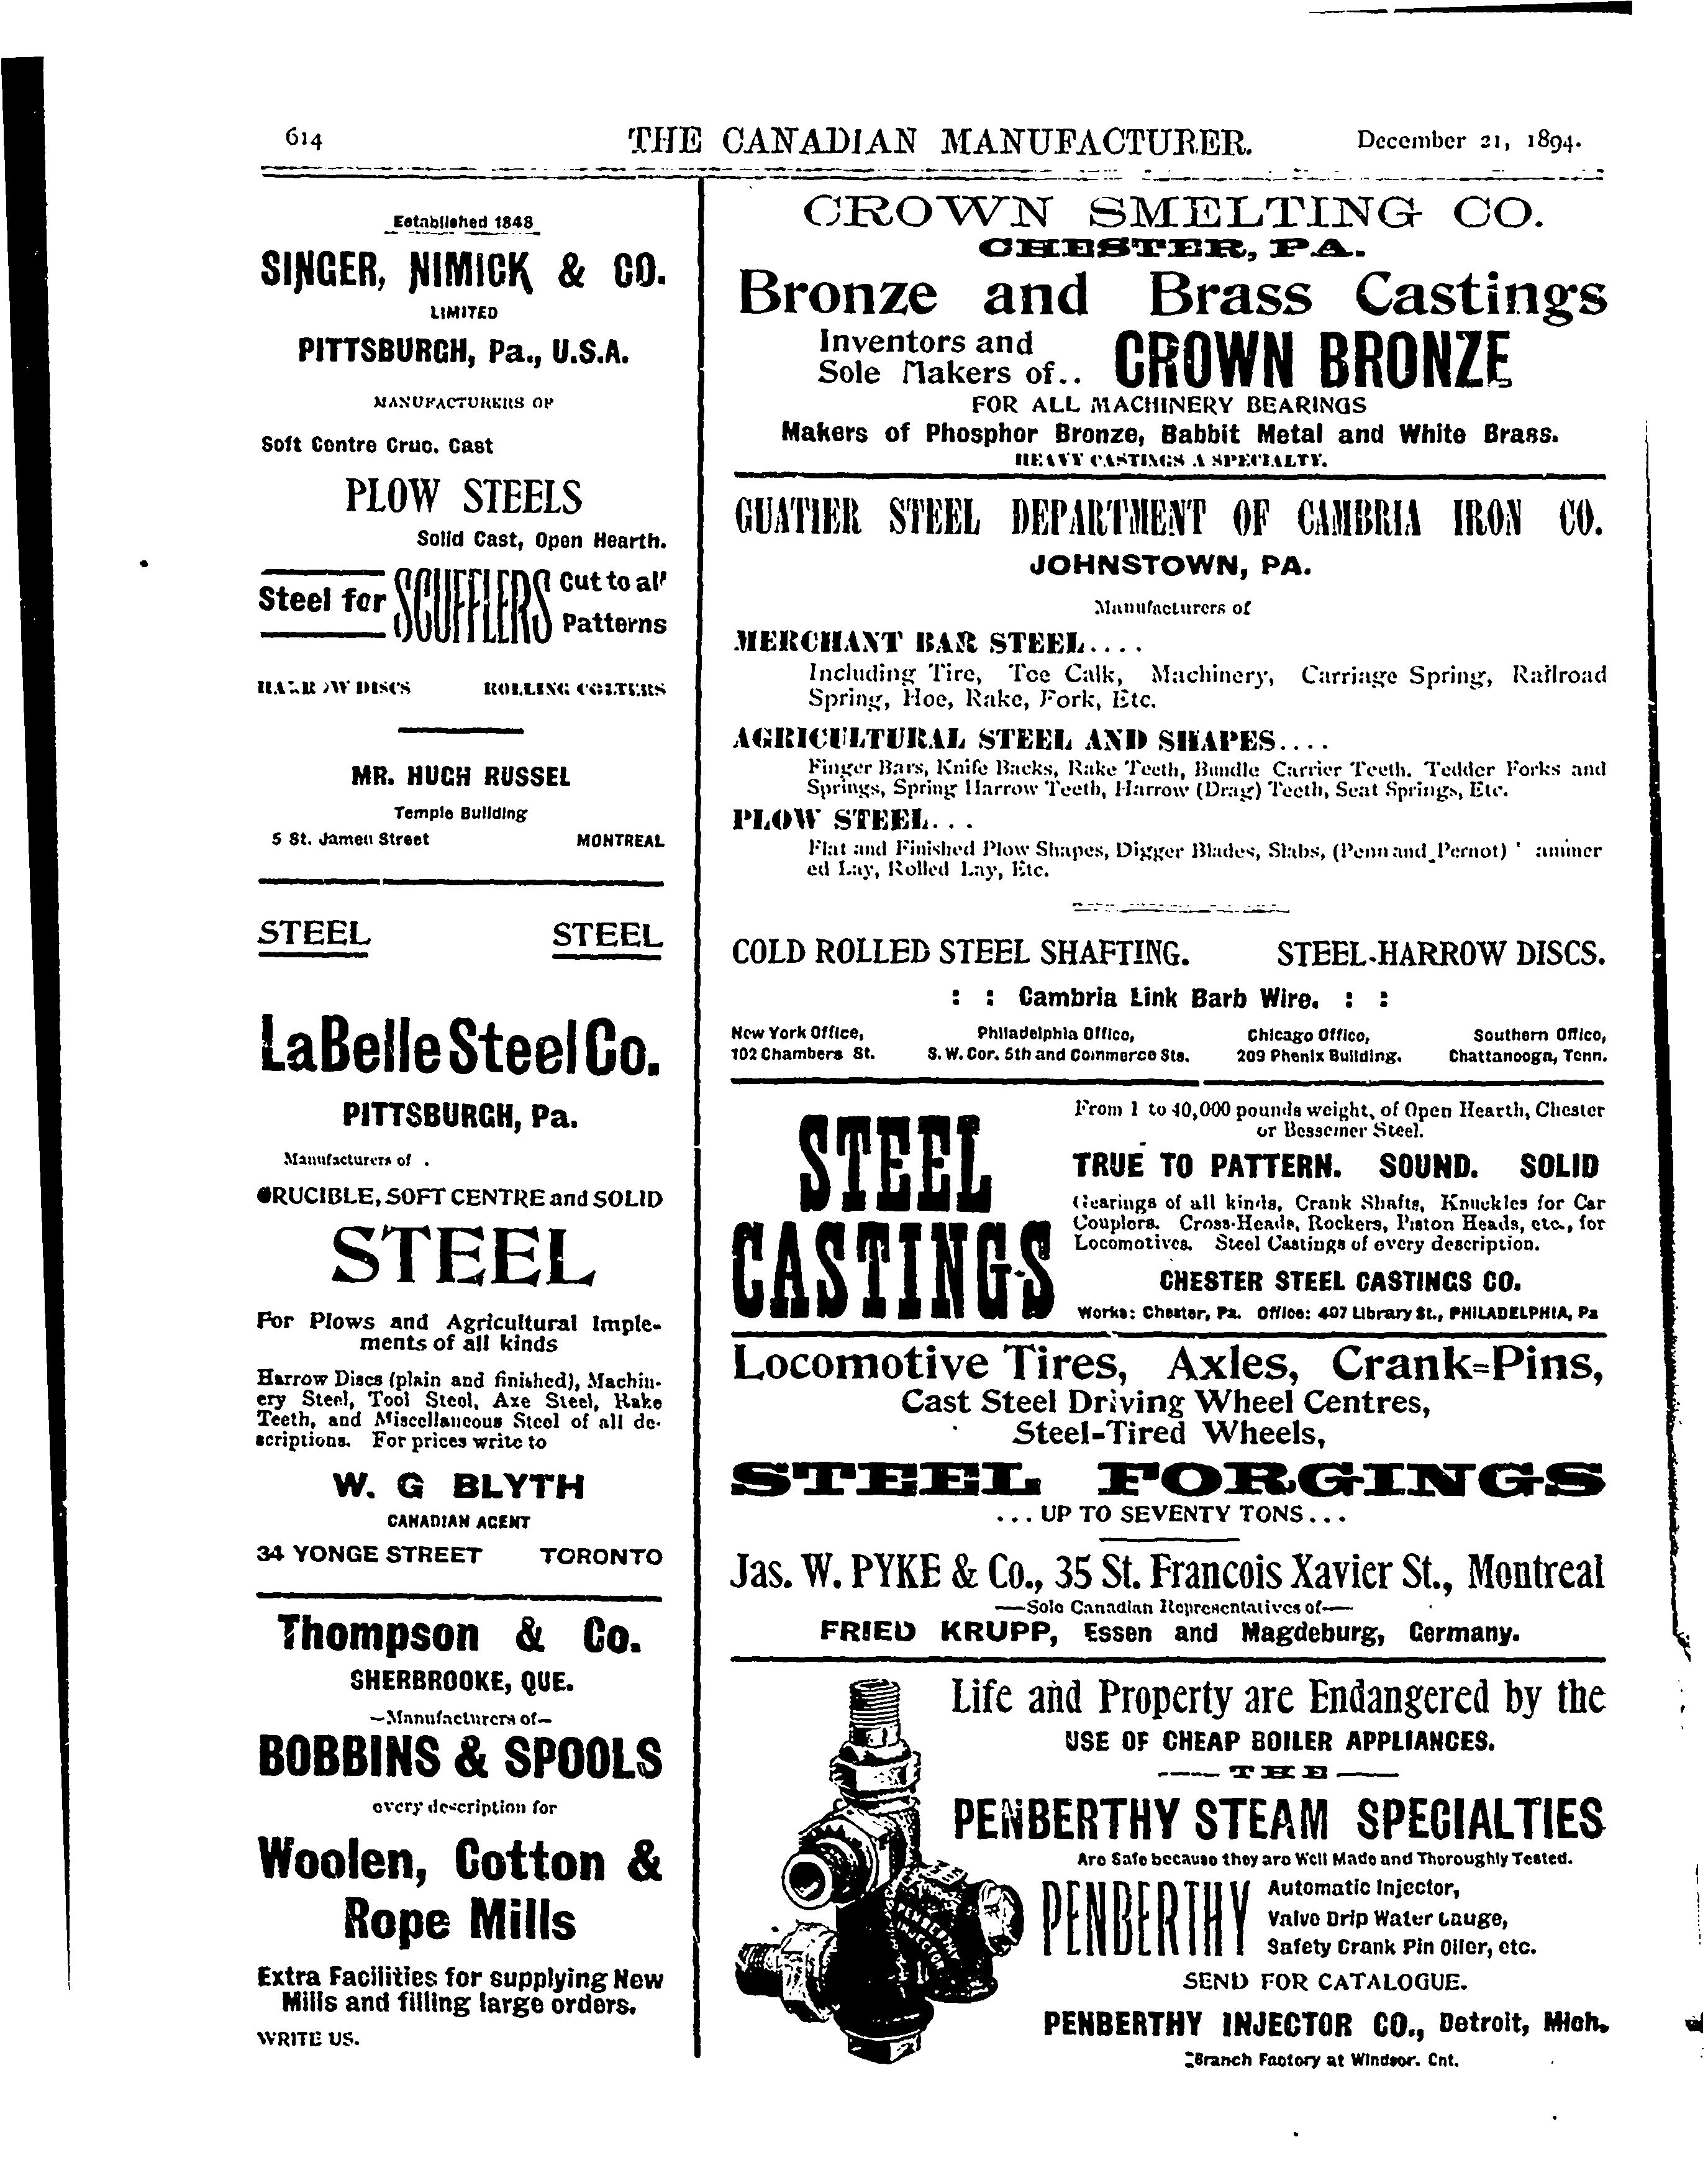 614
THE CANADIAN MANUFACTURER.
December 21, 1894.
Established 1848
SINGER, NIMICK & CO.
LIMITED
PITTSBURGH, Pa., U.S.A.
MANUFACTURERS OF
Soft Centre Cruc. Cast
PLOW STEELS
Solid Cast, Open Hearth.
Steel for SCUFFLERS Cut to all
Patterns
HARROW DISCS ROLLING COLTERS
MR. HUGH RUSSEL
Temple Building
5 St. James Street MONTREAL
STEEL STEEL
LaBelle Steel Co.
PITTSBURGH, Pa.
Manufacturers of .
CRUCIBLE, SOFT CENTRE and SOLID
STEEL
For Plows and Agricultural Imple-
ments of all kinds
Harrow Discs (plain and finished), Machin-
ery Steel, Tool Steel, Axe Steel, Rake
Teeth, and Miscellaneous Steel of all de-
scriptions. For prices write to
W. G BLYTH
CANADIAN AGENT
34 YONGE STREET TORONTO
Thompson & Co.
SHERBROOKE, QUE.
—Manufacturers of—
BOBBINS & SPOOLS
every description for
Woolen, Cotton &
Rope Mills
Extra Facilities for supplying New
Mills and filling large orders.
WRITE US.
CROWN SMELTING CO.
CHESTER, PA.
Bronze and Brass Castings
Inventors and
Sole Makers of.. CROWN BRONZE
FOR ALL MACHINERY BEARINGS
Makers of Phosphor Bronze, Babbit Metal and White Brass.
HEAVY CASTINGS A SPECIALTY.
GUATIER STEEL DEPARTMENT OF CAMBRIA IRON CO.
JOHNSTOWN, PA.
Manufacturers of
MERCHANT BAR STEEL....
Including Tire, Toe Calk, Machinery, Carriage Spring, Railroad
Spring, Hoe, Rake, Fork, Etc.
AGRICULTURAL STEEL AND SHAPES....
Finger Bars, Knife Backs, Rake Teeth, Bundle Carrier Teeth. Tedder Forks and
Springs, Spring Harrow Teeth, Harrow (Drag) Teeth, Seat Springs, Etc.
PLOW STEEL...
Flat and Finished Plow Shapes, Digger Blades, Slabs, (Penn and Pernot)
ed Lay, Rolled Lay, Etc.
COLD ROLLED STEEL SHAFTING. STEEL-HARROW DISCS.
: : Cambria Link Barb Wire. : :
New York Office, Philadelphia Office, Chicago Office, Southern Office,
102 Chambers St. S. W. Cor. 5th and Commerce Sts. 209 Phenix Building. Chattanooga, Tenn.
STEEL
CASTINGS
From 1 to 40,000 pounds weight, of Open Hearth, Chester
or Bessemer Steel.
TRUE TO PATTERN. SOUND. SOLID
Gearings of all kinds, Crank Shafts, Knuckles for Car
Couplers. Cross-Heads, Rockers, Piston Heads, etc., for
Locomotives. Steel Castings of every description.
CHESTER STEEL CASTINGS CO.
Works: Chester, Pa. Office: 407 Library St., PHILADELPHIA, Pa
Locomotive Tires, Axles, Crank=Pins,
Cast Steel Driving Wheel Centres,
Steel-Tired Wheels,
STEEL FORGINGS
... UP TO SEVENTY TONS...
Jas. W. PYKE & Co., 35 St. Francois Xavier St., Montreal
—Sole Canadian Representatives of—
FRIED KRUPP, Essen and Magdeburg, Germany.
Life and Property are Endangered by the
USE OF CHEAP BOILER APPLIANCES.
THE
PENBERTHY STEAM SPECIALTIES
Are Safe because they are Well Made and Thoroughly Tested.
PENBERTHY
Automatic Injector,
Valve Drip Water Gauge,
Safety Crank Pin Oiler, etc.
SEND FOR CATALOGUE.
PENBERTHY INJECTOR CO., Detroit, Mich.
Branch Factory at Windsor. Ont.
PENBERTHY
INJECTOR